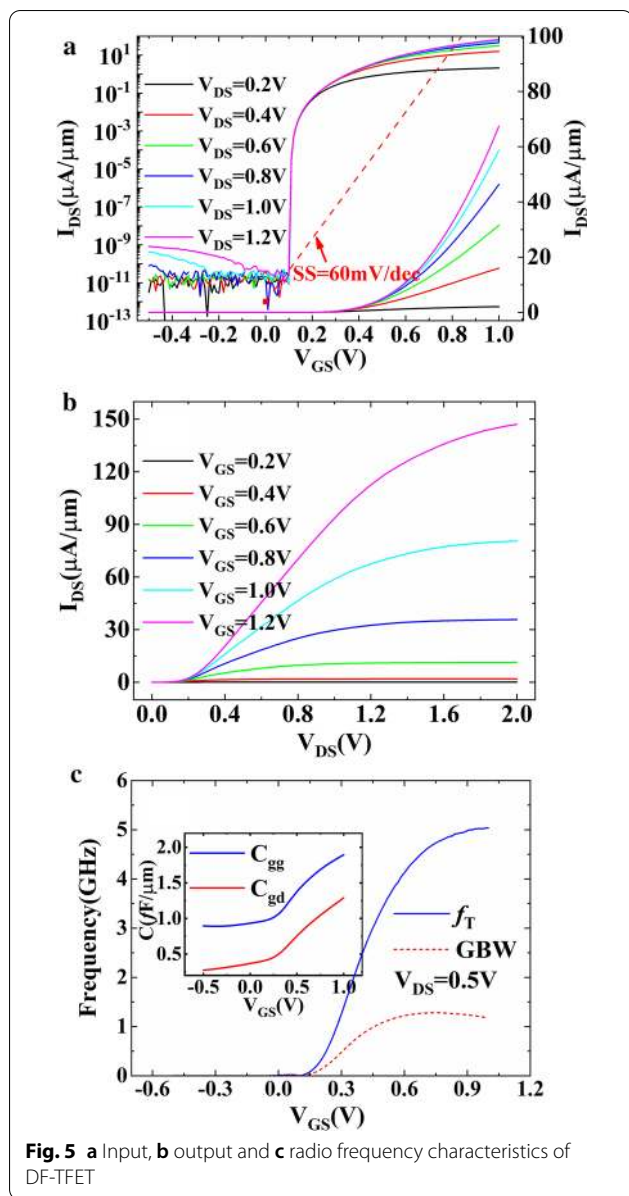 a
10¹
10⁻¹
10⁻³
10⁻⁵
10⁻⁷
10⁻⁹
10⁻¹¹
10⁻¹³
I_DS(μA/μm)
V_DS=0.2V
V_DS=0.4V
V_DS=0.6V
V_DS=0.8V
V_DS=1.0V
V_DS=1.2V
SS=60mV/dec
100
80
60
40
20
0
I_DS(μA/μm)
-0.4 -0.2 0.0 0.2 0.4 0.6 0.8 1.0
V_GS(V)
b
150
120
90
60
30
0
I_DS(μA/μm)
V_GS=0.2V
V_GS=0.4V
V_GS=0.6V
V_GS=0.8V
V_GS=1.0V
V_GS=1.2V
0.0 0.4 0.8 1.2 1.6 2.0
V_DS(V)
c
6
5
4
3
2
1
0
Frequency(GHz)
2.0
1.5
1.0
0.5
C(fF/μm)
C_gg
C_gd
-0.5 0.0 0.5 1.0
V_GS(V)
f_T
GBW
V_DS=0.5V
-0.6 -0.3 0.0 0.3 0.6 0.9 1.2
V_GS(V)
Fig. 5 a Input, b output and c radio frequency characteristics of
DF-TFET